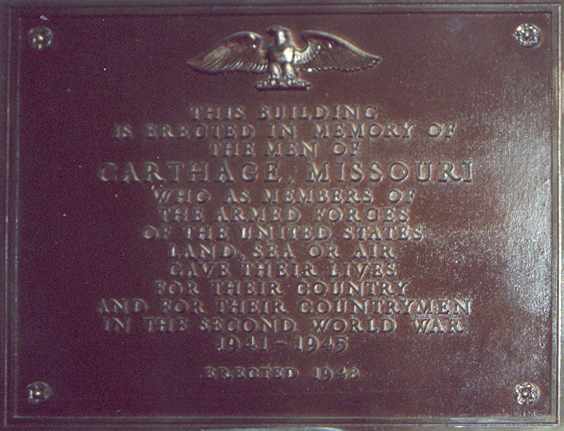 THIS BUILDING
IS ERECTED IN MEMORY OF
THE MEN OF
CARTHAGE, MISSOURI
WHO AS MEMBERS OF
THE ARMED FORCES
OF THE UNITED STATES
LAND, SEA OR AIR
GAVE THEIR LIVES
FOR THEIR COUNTRY
AND FOR THEIR COUNTRYMEN
IN THE SECOND WORLD WAR
1941-1945
ERECTED 1948